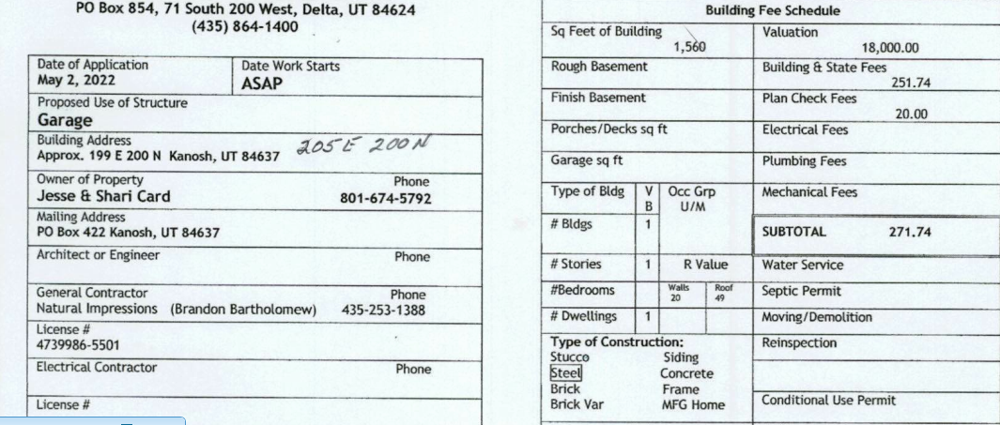 PO Box 854, 71 South 200 West, Delta, UT 84624
(435) 864-1400
Date of Application
May 2, 2022
Date Work Starts
ASAP
Proposed Use of Structure
Garage
Building Address
Approx. 199 E 200 N Kanosh, UT 84637
205 E 200 N
Owner of Property Phone
Jesse & Shari Card 801-674-5792
Mailing Address
PO Box 422 Kanosh, UT 84637
Architect or Engineer Phone
General Contractor Phone
Natural Impressions (Brandon Bartholomew) 435-253-1388
License #
4739986-5501
Electrical Contractor Phone
License #
Building Fee Schedule
Sq Feet of Building
1,560
Valuation
18,000.00
Rough Basement
Building & State Fees
251.74
Finish Basement
Plan Check Fees
20.00
Porches/Decks sq ft
Electrical Fees
Garage sq ft
Plumbing Fees
Type of Bldg
V
B
Occ Grp
U/M
Mechanical Fees
# Bldgs 1
SUBTOTAL 271.74
# Stories 1 R Value
Water Service
#Bedrooms
Walls
20
Roof
49
Septic Permit
# Dwellings 1
Moving/Demolition
Type of Construction:
Stucco Siding
Steel Concrete
Brick Frame
Brick Var MFG Home
Reinspection
Conditional Use Permit